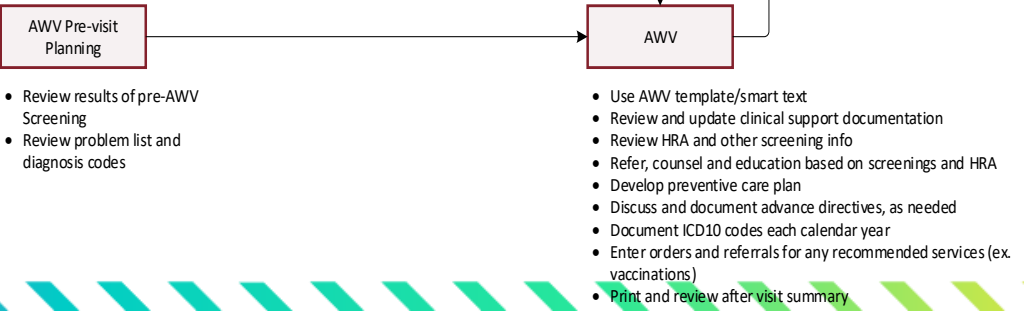 AWV Pre-visit
Planning
AWV
• Review results of pre-AWV
Screening
• Review problem list and
diagnosis codes
• Use AWV template/smart text
• Review and update clinical support documentation
• Review HRA and other screening info
• Refer, counsel and education based on screenings and HRA
• Develop preventive care plan
• Discuss and document advance directives, as needed
• Document ICD10 codes each calendar year
• Enter orders and referrals for any recommended services (ex.
vaccinations)
• Print and review after visit summary